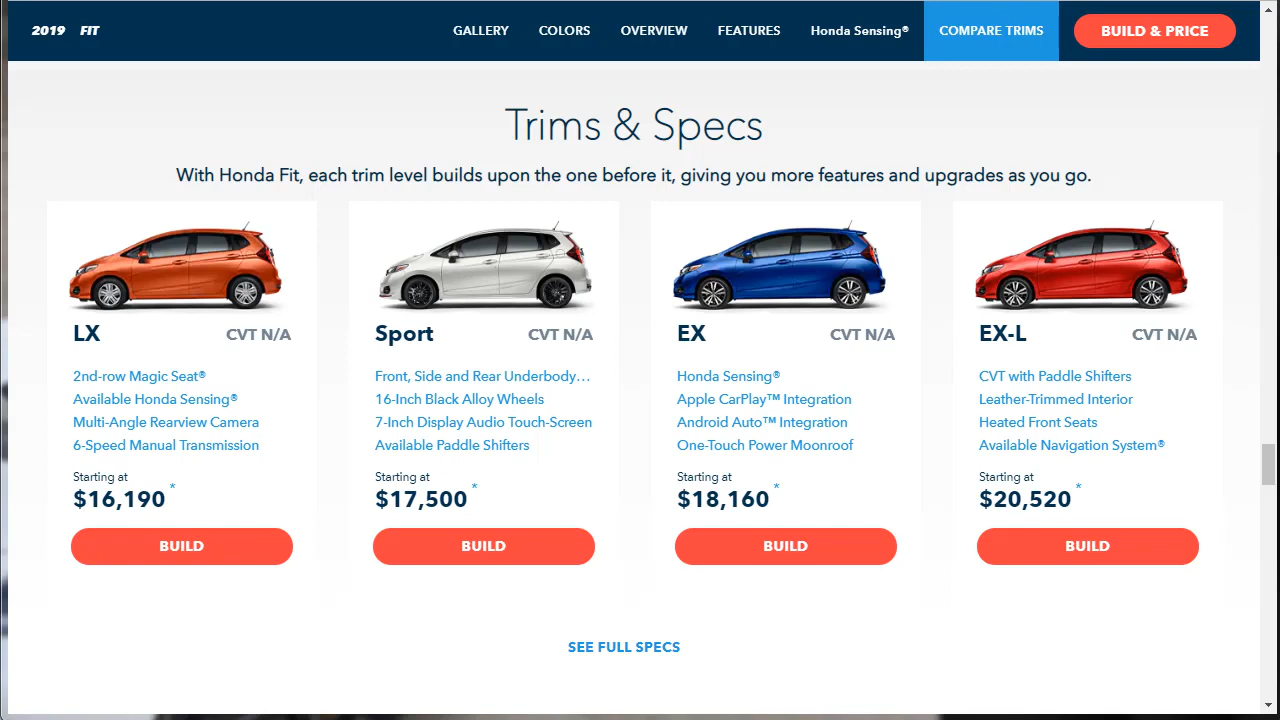 2019 FIT
GALLERY
COLORS
OVERVIEW
FEATURES
Honda Sensing®
COMPARE TRIMS
BUILD & PRICE
Trims & Specs
With Honda Fit, each trim level builds upon the one before it, giving you more features and upgrades as you go.
LX
CVT N/A
2nd-row Magic Seat®
Available Honda Sensing®
Multi-Angle Rearview Camera
6-Speed Manual Transmission
Starting at
$16,190*
BUILD
Sport
CVT N/A
Front, Side and Rear Underbody…
16-Inch Black Alloy Wheels
7-Inch Display Audio Touch-Screen
Available Paddle Shifters
Starting at
$17,500*
BUILD
EX
CVT N/A
Honda Sensing®
Apple CarPlay™ Integration
Android Auto™ Integration
One-Touch Power Moonroof
Starting at
$18,160*
BUILD
EX-L
CVT N/A
CVT with Paddle Shifters
Leather-Trimmed Interior
Heated Front Seats
Available Navigation System®
Starting at
$20,520*
BUILD
SEE FULL SPECS